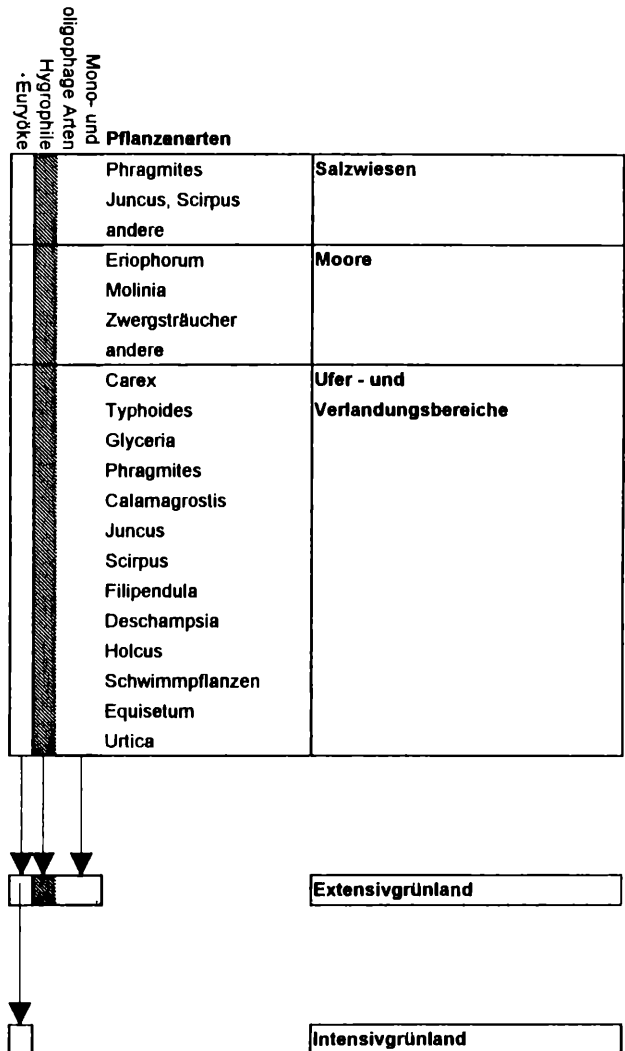 Mono- und
oligophage Arten
Hygrophile
· Euryöke
Pflanzenarten
Phragmites
Salzwiesen
Juncus, Scirpus
andere
Eriophorum
Moore
Molinia
Zwergsträucher
andere
Carex
Ufer - und
Typhoides
Verlandungsbereiche
Glyceria
Phragmites
Calamagrostis
Juncus
Scirpus
Filipendula
Deschampsia
Holcus
Schwimmpflanzen
Equisetum
Urtica
Extensivgrünland
Intensivgrünland